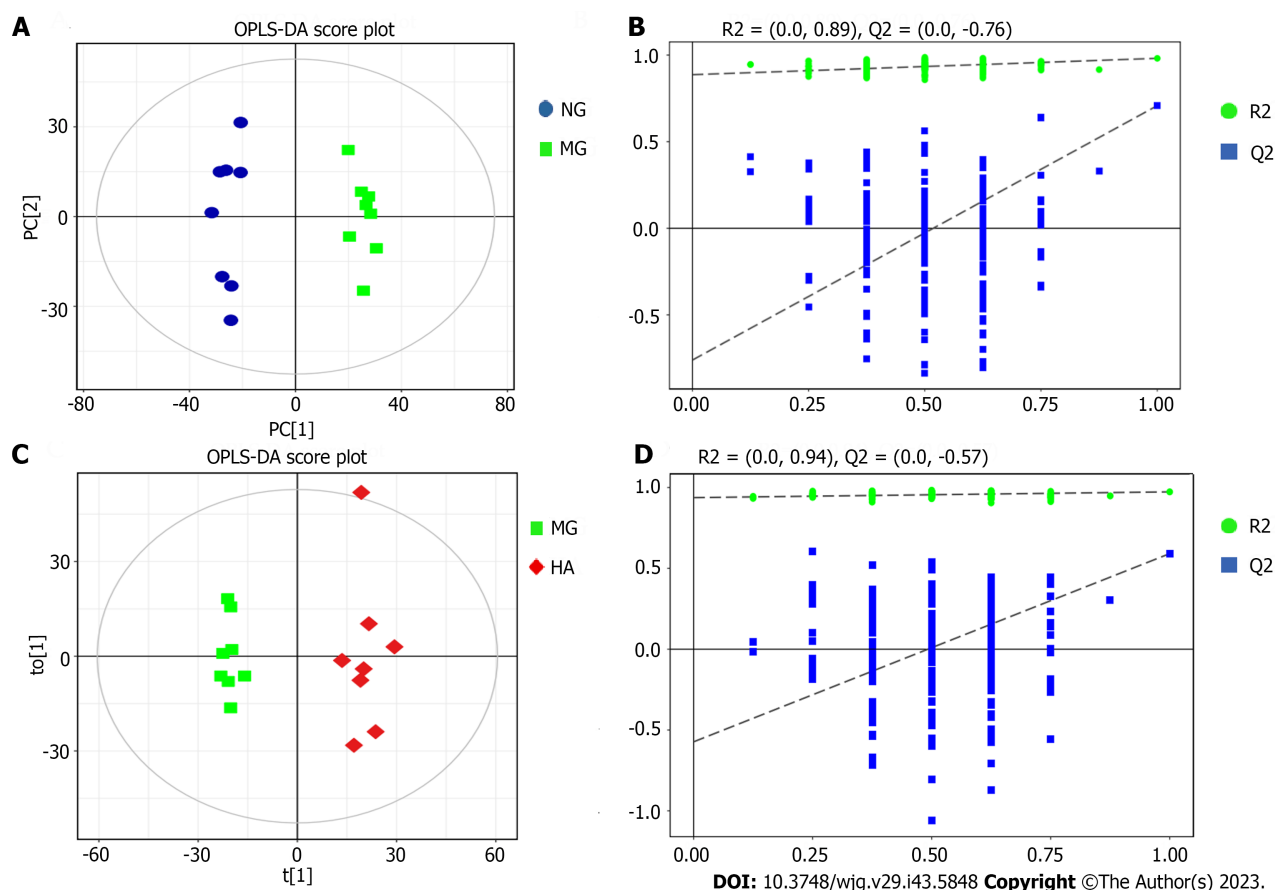 A
OPLS-DA score plot
30
0
-30
PC[2]
-80
-40
0
40
80
PC[1]
NG
MG
B
R2 = (0.0, 0.89), Q2 = (0.0, -0.76)
1.0
0.5
0.0
-0.5
0.00
0.25
0.50
0.75
1.00
R2
Q2
C
OPLS-DA score plot
30
0
-30
to[1]
-60
-30
0
30
60
t[1]
MG
HA
D
R2 = (0.0, 0.94), Q2 = (0.0, -0.57)
1.0
0.5
0.0
-0.5
-1.0
0.00
0.25
0.50
0.75
1.00
R2
Q2
DOI: 10.3748/wjg.v29.i43.5848 Copyright ©The Author(s) 2023.